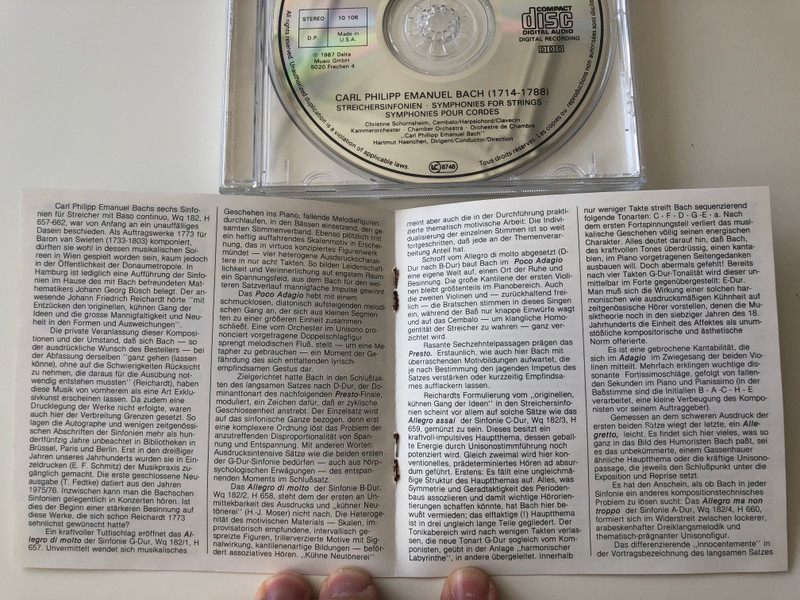 STEREO 10 106
D.P. Made in U.S.A.
℗ 1987 Delta
Music GmbH
5020 Frechen 4
COMPACT
disc
DIGITAL AUDIO
DIGITAL RECORDING
DDD
CARL PHILIPP EMANUEL BACH (1714-1788)
STREICHERSINFONIEN · SYMPHONIES FOR STRINGS ·
SYMPHONIES POUR CORDES
Christine Schornsheim, Cembalo/Harpsichord/Clavecin
Kammerorchester · Chamber Orchestra · Orchestre de Chambre
„Carl Philipp Emanuel Bach"
Hartmut Haenchen, Dirigent/Conductor/Direction
LC 8748
All rights reserved. Unauthorized duplication is a violation of applicable laws.
Tous droits reservés. Les copies ou reproductions non autorisées sont
Carl Philipp Emanuel Bachs sechs Sinfo-
nien für Streicher mit Baso continuo, Wq 182, H
657-662, war von Anfang an ein unauffälliges
Dasein beschieden. Als Auftragswerke 1773 für
Baron van Swieten (1733-1803) komponiert,
dürften sie wohl in dessen musikalischen Soi-
reen in Wien gespielt worden sein, kaum jedoch
in der Öffentlichkeit der Donaumetropole. In
Hamburg ist lediglich eine Aufführung der Sinfo-
nien im Hause des mit Bach befreundeten Ma-
thematikers Johann Georg Büsch belegt. Der an-
wesende Johann Friedrich Reichardt hörte "mit
Entzücken den originellen, kühnen Gang der
Ideen und die grosse Mannigfaltigkeit und Neu-
heit in den Formen und Ausweichungen".
Die private Veranlassung dieser Komposi-
tionen und der Umstand, daß sich Bach — so
der ausdrückliche Wunsch des Bestellers — bei
der Abfassung derselben "ganz gehen (lassen
könne), ohne auf die Schwierigkeiten Rücksicht
zu nehmen, die daraus für die Ausübung not-
wendig entstehen mussten" (Reichardt), haben
diese Musik von vornherein als eine Art Exklu-
sivkunst erscheinen lassen. Da zudem eine
Drucklegung der Werke nicht erfolgte, waren
auch hier der Verbreitung Grenzen gesetzt. So
lagen die Autographe und wenigen zeitgenössi-
schen Abschriften der Sinfonien mehr als hun-
dertfünfzig Jahre unbeachtet in Bibliotheken in
Brüssel, Paris und Berlin. Erst in den dreißiger
Jahren unseres Jahrhunderts wurden sie in Ein-
zeldrucken (E. F. Schmitz) der Musikpraxis zu-
gänglich gemacht. Die erste geschlossene Neu-
ausgabe (T. Fedtke) datiert aus den Jahren
1975/76. Inzwischen kann man die Bachschen
Sinfonien gelegentlich in Konzerten hören. Ist
dies der Beginn einer stärkeren Besinnung auf
diese Werke, die sich schon Reichardt 1773
sehnlichst gewünscht hatte?
Ein kraftvoller Tuttischlag eröffnet das Al-
legro di molto der Sinfonie G-Dur, Wq 182/1, H
657. Unvermittelt wendet sich musikalisches
Geschehen ins Piano, fallende Melodiefiguren
durchlaufen, in den Bassen einsetzend, den ge-
samten Stimmenverband. Ebenso plötzlich tritt
ein heftig auffahrendes Skalenmotiv in Erschei-
nung, das in virtuos konzipiertes Figurenwerk
mündet — vier heterogene Ausdruckscharak-
tere in nur acht Takten. So bilden Leidenschaft-
lichkeit und Verinnerlichung auf engstem Raum
ein Spannungsfeld, aus dem Bach für den wei-
teren Satzverlauf mannigfache Impulse gewinnt.
Das Poco Adagio hebt mit einem
schmucklosen, diatonisch aufsteigenden melodi-
schen Gang an, der sich aus kleinen Segmen-
ten zu einer größeren Einheit zusammen-
schließt. Eine vom Orchester im Unisono pro-
nonciert vorgetragene Doppelschlagfigur
sprengt melodischen Fluß, stellt — um eine Me-
tapher zu gebrauchen — ein Moment der Ge-
fährdung des sich entfaltenden lyrisch-
empfindsamen Gestus dar.
Zielgerichtet hatte Bach in den Schlußtak-
ten des langsamen Satzes nach D-Dur, der Do-
minanttonart des nachfolgenden Presto-Finale,
moduliert, ein Zeichen dafür, daß er zyklische
Geschlossenheit anstrebt. Der Einzelsatz wird
auf das sinfonische Ganze bezogen, denn erst
eine komplexere Ordnung löst das Problem der
anzutreffenden Disproportionalität von Span-
nung und Entspannung. Mit anderen Worten:
Ausdrucksintensive Sätze wie die beiden ersten
der G-Dur-Sinfonie bedürfen — auch aus hörp-
sychologischen Erwägungen — des entspan-
nenden Moments im Schlußsatz.
Das Allegro di molto der Sinfonie B-Dur,
Wq 182/2, H 658, steht dem der ersten an Un-
mittelbarkeit des Ausdrucks und „kühner Neu-
tönerei" (H.-J. Moser) nicht nach. Die Heteroge-
nität des motivischen Materials — Skalen, im-
provisatorisch empfundene, intervallisch ge-
spreizte Figuren, trillerverzierte Motive mit Sig-
nalwirkung, kantilenenartige Bildungen — beför-
dert assoziatives Hören. „Kühne Neutönerei"
meint aber auch die in der Durchführung prakti-
zierte thematisch motivische Arbeit: Die Indivi-
dualisierung der einzelnen Stimmen ist so weit
fortgeschritten, daß jede an der Themenverar-
beitung Anteil hat.
Schroff vom Allegro di molto abgesetzt (D-
Dur nach B-Dur) baut Bach im Poco Adagio
eine eigene Welt auf, einen Ort der Ruhe und
Besinnung. Die große Kantilene der ersten Violi-
nen bleibt größtenteils im Pianobereich. Auch
die zweiten Violinen und — zurückhaltend frei-
lich — die Bratschen stimmen in dieses Singen
ein, während der Baß nur knappe Einwürfe wagt
und auf das Cembalo — um klangliche Homo-
gentität der Streicher zu wahren — ganz ver-
zichtet wird.
Rasante Sechzehntelpassagen prägen das
Presto. Erstaunlich, wie auch hier Bach mit
überraschenden Motivbildungen aufwartet, die
je nach Bestimmung den jagenden Impetus des
Satzes verstärken oder kurzzeitig Empfindsa-
mes aufflackern lassen.
Reichardts Formulierung vom „originellen,
kühnen Gang der Ideen" in den Streichersinfo-
nien scheint vor allem auf solche Sätze wie das
Allegro assai der Sinfonie C-Dur, Wq 182/3, H
659, gemünzt zu sein. Dieses besitzt ein
kraftvoll-impulsives Hauptthema, dessen geball-
te Energie durch Unisonostimmführung noch
potenziert wird. Gleich zweimal wird hier kon-
ventionelles, prädeterminiertes Hören ad absur-
dum geführt. Erstens: Es fällt eine ungleichmä-
ßige Struktur des Hauptthemas auf. Alles, was
Symmetrie und Geradtaktigkeit des Perioden-
baus assoziieren und damit wichtige Hörorien-
tierungen schaffen könnte, hat Bach hier be-
wußt vermieden; das elftaktige (!) Hauptthema
ist in drei ungleich lange Teile gegliedert. Der
Tonikabereich wird nach wenigen Takten verlas-
sen, die neue Tonart G-Dur sogleich vom Kom-
ponisten, geübt in der Anlage „harmonischer
Labyrinthe", in andere übergeleitet. Innerhalb
nur weniger Takte streift Bach sequenzierend
folgende Tonarten: C - F - D - G - E - a. Nach
dem ersten Fortspinnungsteil verliert das musi-
kalische Geschehen völlig seinen energischen
Charakter. Alles deutet darauf hin, daß Bach,
des kraftvollen Tones überdrüssig, einen kantab-
len, im Piano vorgetragenen Seitengedanken
ausbauen will. Doch abermals gefehlt! Bereits
nach vier Takten G-Dur-Tonalität wird dieser un-
mittelbar im Forte gegenübergestellt: E-Dur.
Man muß sich die Wirkung einer solchen har-
monischen wie ausdrucksmäßigen Kühnheit auf
zeitgenössische Hörer vorstellen, denen die Mu-
siktheorie noch in den siebziger Jahren des 18.
Jahrhunderts die Einheit des Affektes als unum-
stößliche kompositorische und ästhetische
Norm offerierte.
Es ist eine gebrochene Kantabilität, die
sich im Adagio im Zwiegesang der beiden Vio-
linen mitteilt. Mehrfach erklingen wuchtige dis-
sonante Fortissimoschläge, gefolgt von fallen-
den Sekunden im Piano und Pianissimo (in der
Baßstimme sind die Initialen B - A - C - H - E
verarbeitet, eine kleine Verbeugung des Kompo-
nisten vor seinem Auftraggeber).
Gemessen an dem schweren Ausdruck der
ersten beiden Sätze wiegt der letzte, ein Alle-
gretto, leicht. Es findet sich hier vieles, was so
ganz in das Bild des Humoristen Bach paßt, sei
es das unbekümmerte, einem Gassenhauer
ähnliche Hauptthema oder die kräftige Unisono-
passage, die jeweils den Schlußpunkt unter die
Exposition und Reprise setzt.
Es hat den Anschein, als ob Bach in jeder
Sinfonie ein anderes kompositionstechnisches
Problem zu lösen sucht: Das Allegro ma non
troppo der Sinfonie A-Dur, Wq 182/4, H 660,
formiert sich im Widerstreit zwischen lockerer,
arabeskenhafter Dreiklangsmelodik und
thematisch-prägnanter Unisonofigur.
Das differenzierende „innocentemente" in
der Vortragsbezeichnung des langsamen Satzes